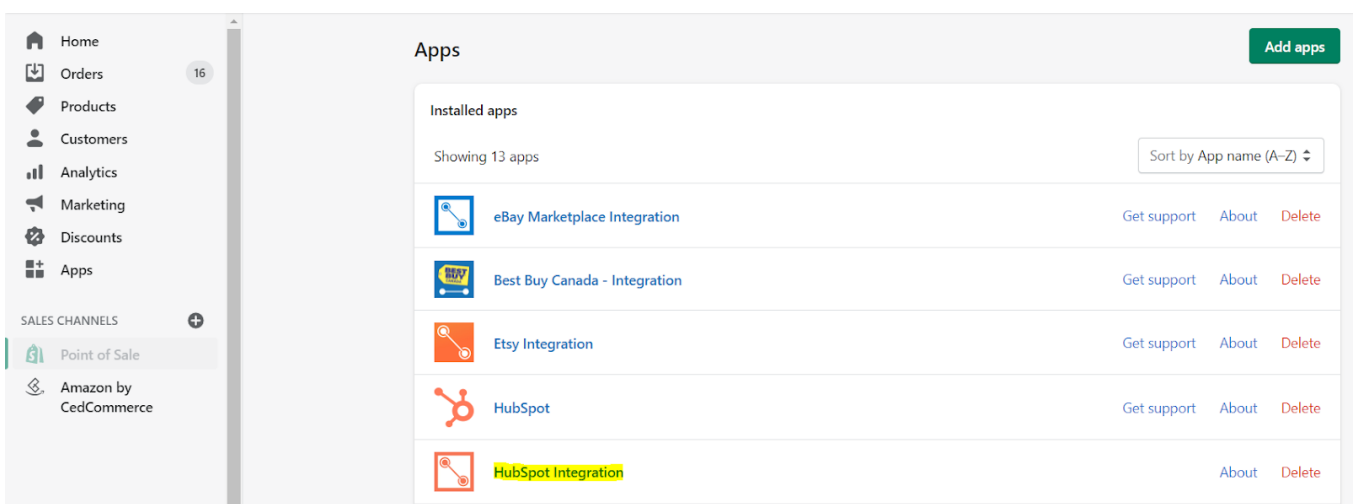 Home
Orders 16
Products
Customers
Analytics
Marketing
Discounts
Apps
SALES CHANNELS
Point of Sale
Amazon by
CedCommerce
Apps
Add apps
Installed apps
Showing 13 apps
Sort by App name (A–Z)
eBay Marketplace Integration Get support About Delete
BEST BUY
Best Buy Canada - Integration Get support About Delete
Etsy Integration Get support About Delete
HubSpot Get support About Delete
HubSpot Integration About Delete